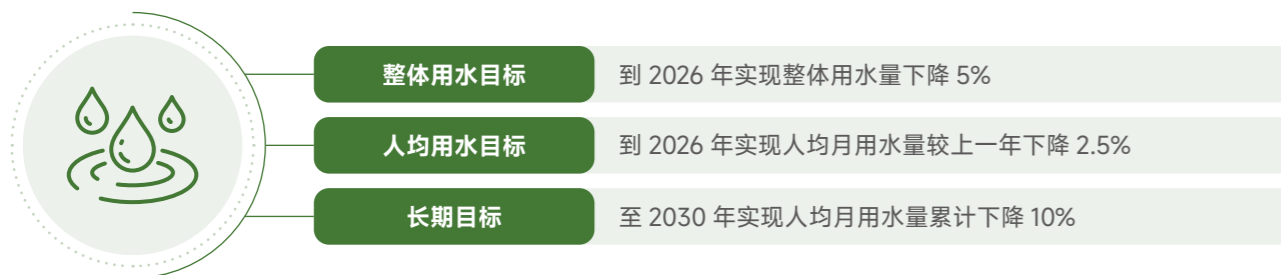 整体用水目标
到 2026 年实现整体用水量下降 5%
人均用水目标
到 2026 年实现人均月用水量较上一年下降 2.5%
长期目标
至 2030 年实现人均月用水量累计下降 10%